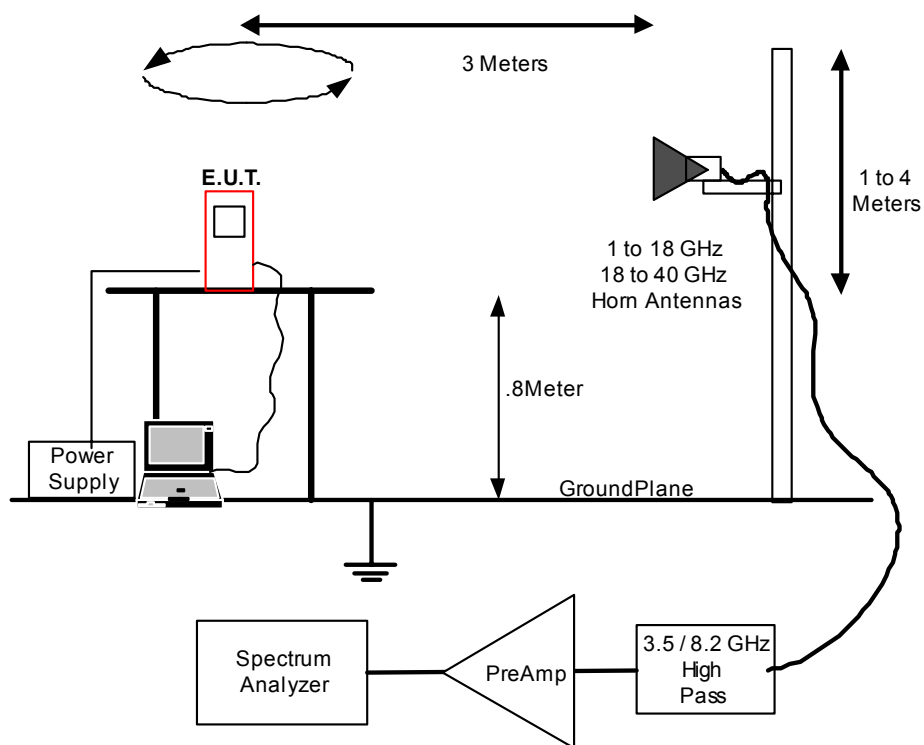 3 Meters
E.U.T.
1 to 4
Meters
1 to 18 GHz
18 to 40 GHz
Horn Antennas
.8Meter
Power
Supply
GroundPlane
3.5 / 8.2 GHz
High
Pass
Spectrum
Analyzer
PreAmp